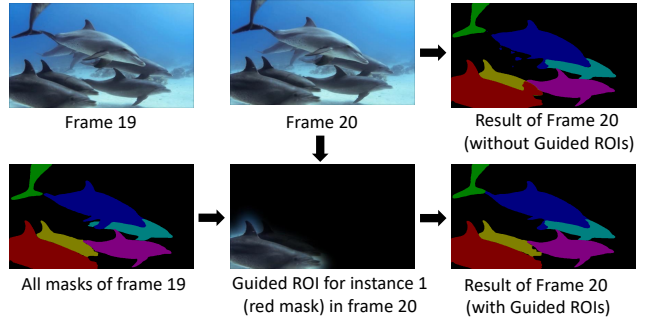 Frame 19
Frame 20
Result of Frame 20
(without Guided ROIs)
All masks of frame 19
Guided ROI for instance 1
(red mask) in frame 20
Result of Frame 20
(with Guided ROIs)